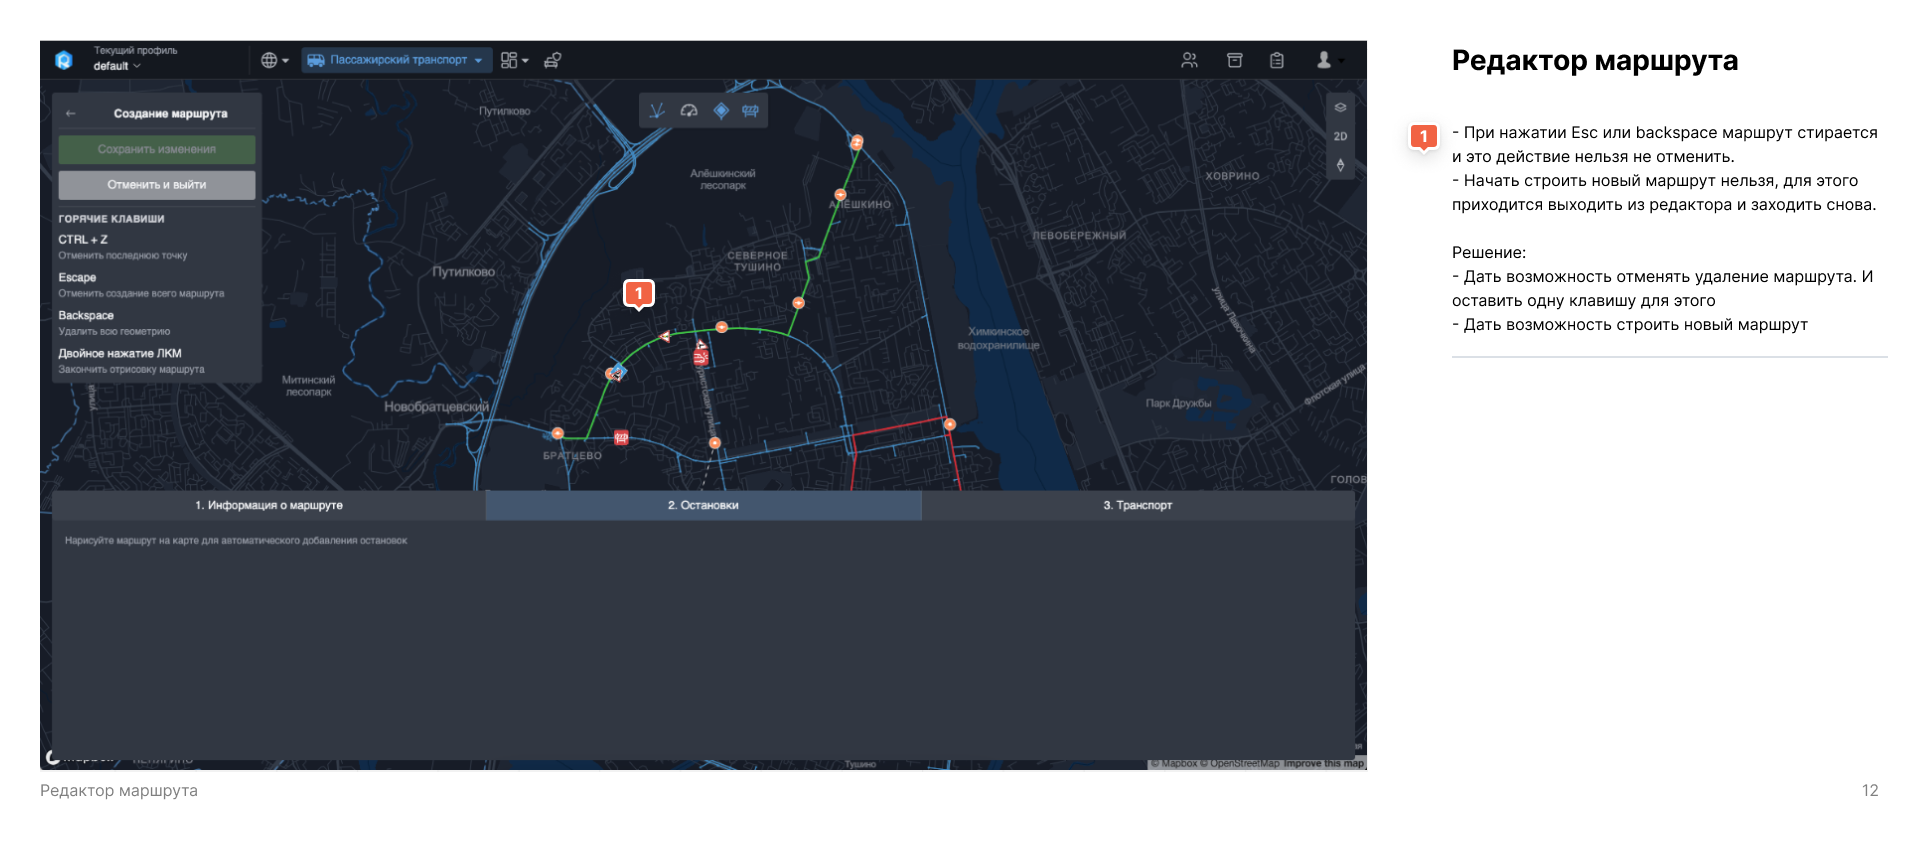 Текущий профиль
default
Пассажирский транспорт
Создание маршрута
Сохранить изменения
Отменить и выйти
ГОРЯЧИЕ КЛАВИШИ
CTRL + Z
Отменить последнюю точку
Escape
Отменить создание всего маршрута
Backspace
Удалить всю геометрию
Двойное нажатие ЛКМ
Закончить отрисовку маршрута
2D
Путилково
Алёшкинский
лесопарк
АЛЁШКИНО
ХОВРИНО
ЛЕВОБЕРЕЖНЫЙ
СЕВЕРНОЕ
ТУШИНО
Путилково
1
улица Лавочкина
Химкинское
водохранилище
Митинский
лесопарк
Новобратцевский
Парк Дружбы
Флотская улица
БРАТЦЕВО
ГОЛОВ
1. Информация о маршруте
2. Остановки
3. Транспорт
Нарисуйте маршрут на карте для автоматического добавления остановок
Тушино
© Mapbox © OpenStreetMap Improve this map
Редактор маршрута
Редактор маршрута
1
- При нажатии Esc или backspace маршрут стирается
и это действие нельзя не отменить.
- Начать строить новый маршрут нельзя, для этого
приходится выходить из редактора и заходить снова.
Решение:
- Дать возможность отменять удаление маршрута. И
оставить одну клавишу для этого
- Дать возможность строить новый маршрут
12